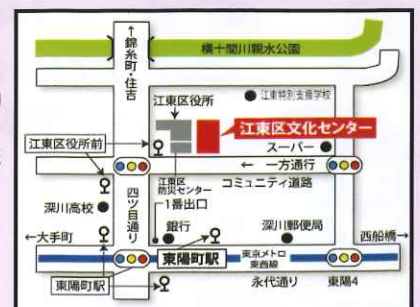 ↑錦糸町・住吉
横十間川親水公園
江東区役所
江東特別支援学校
江東区文化センター
スーパー
江東区役所前
← 一方通行
江東区
防災センター
コミュニティ道路
四ツ目通り
深川高校
1番出口
←大手町
銀行
深川郵便局
西船橋→
東陽町駅
東京メトロ
東西線
東陽町駅
永代通り
東陽4